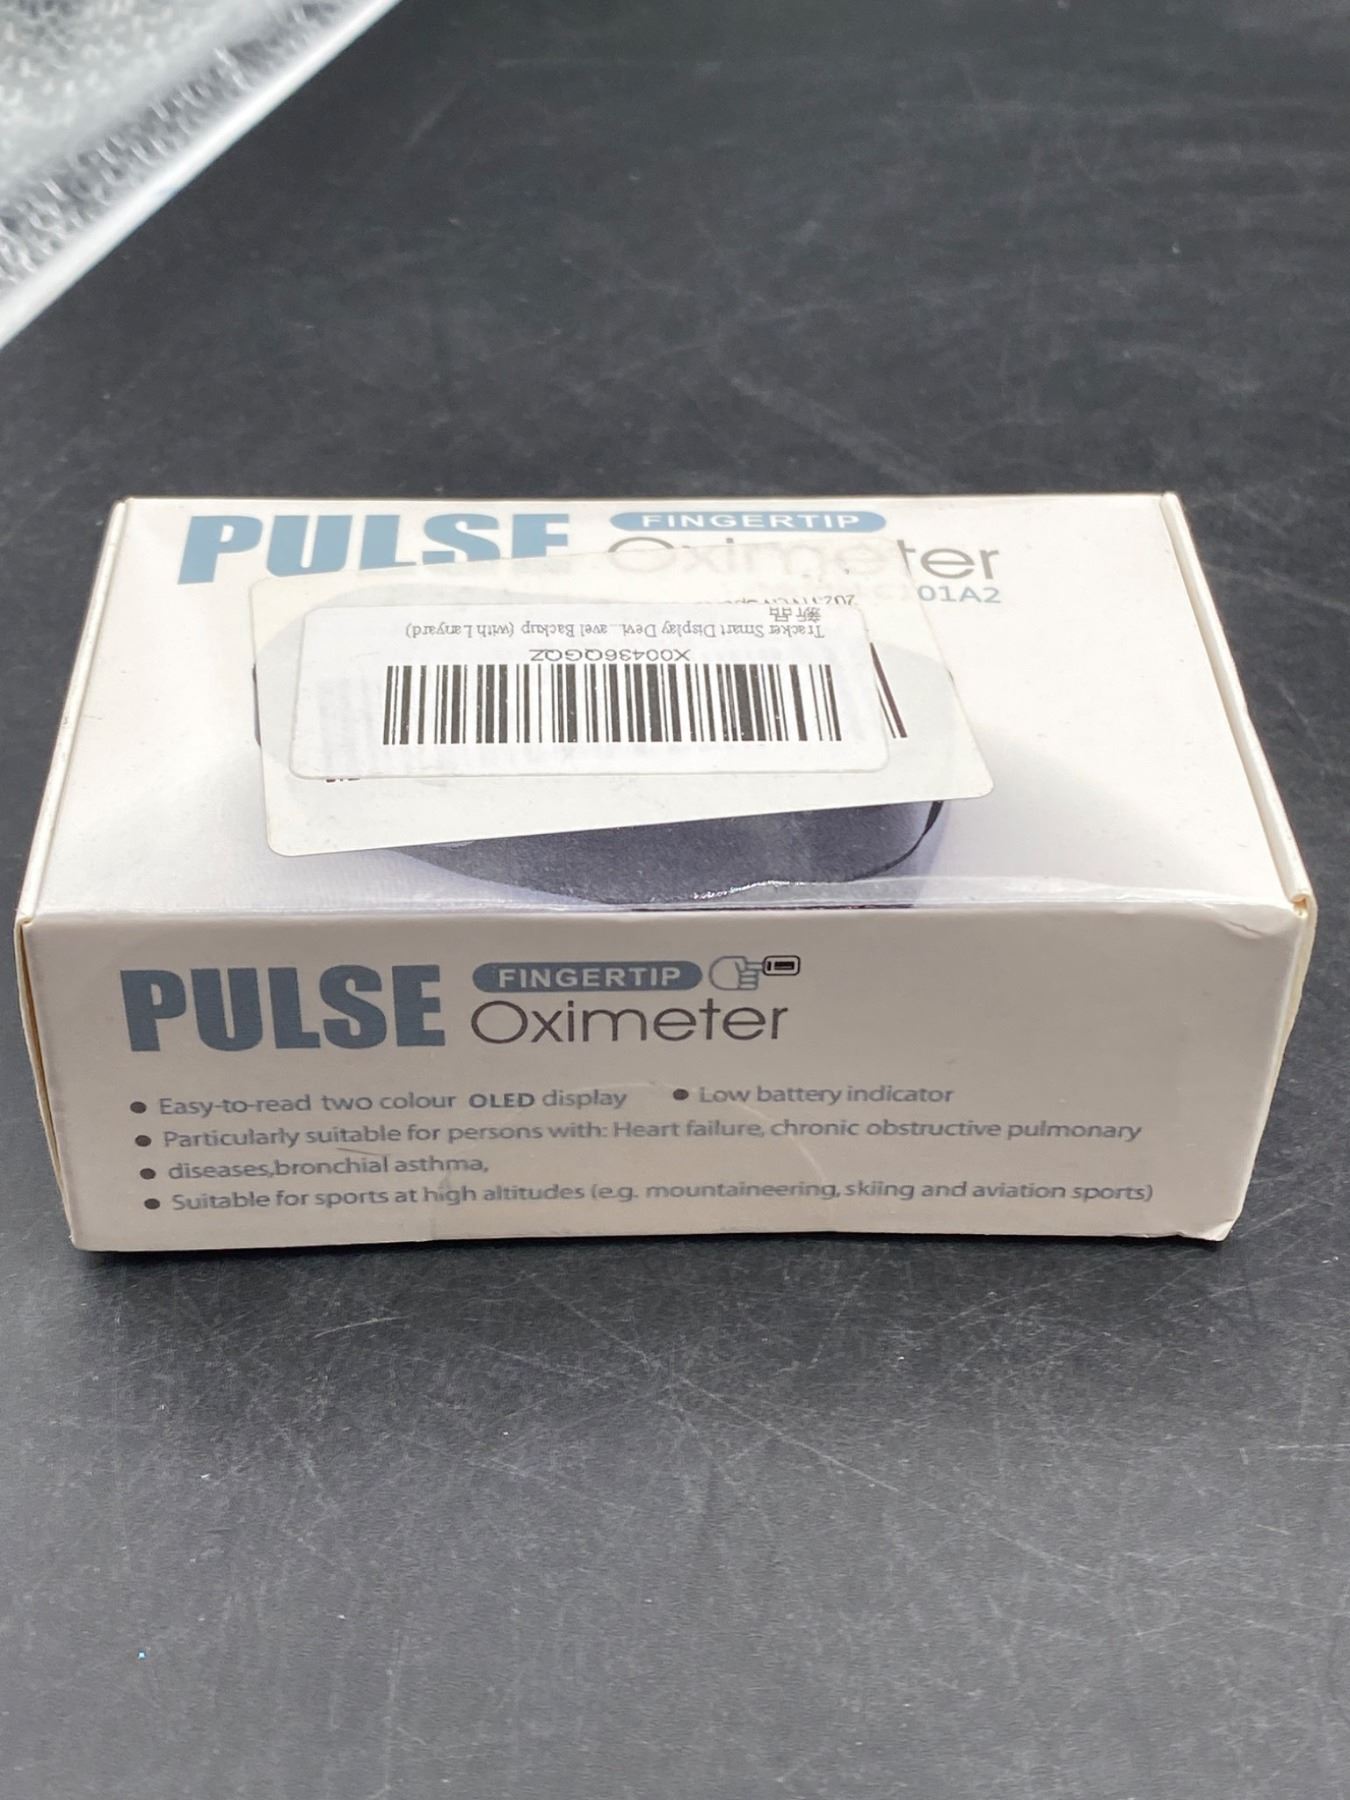 PULSE FINGERTIP
Oximeter
01A2
新品
Tracker Smart Display Devi...avel Backup (with Lanyard)
X00436QGQZ
PULSE FINGERTIP
Oximeter
● Easy-to-read two colour OLED display ● Low battery indicator
● Particularly suitable for persons with: Heart failure, chronic obstructive pulmonary
● diseases,bronchial asthma,
● Suitable for sports at high altitudes (e.g. mountaineering, skiing and aviation sports)